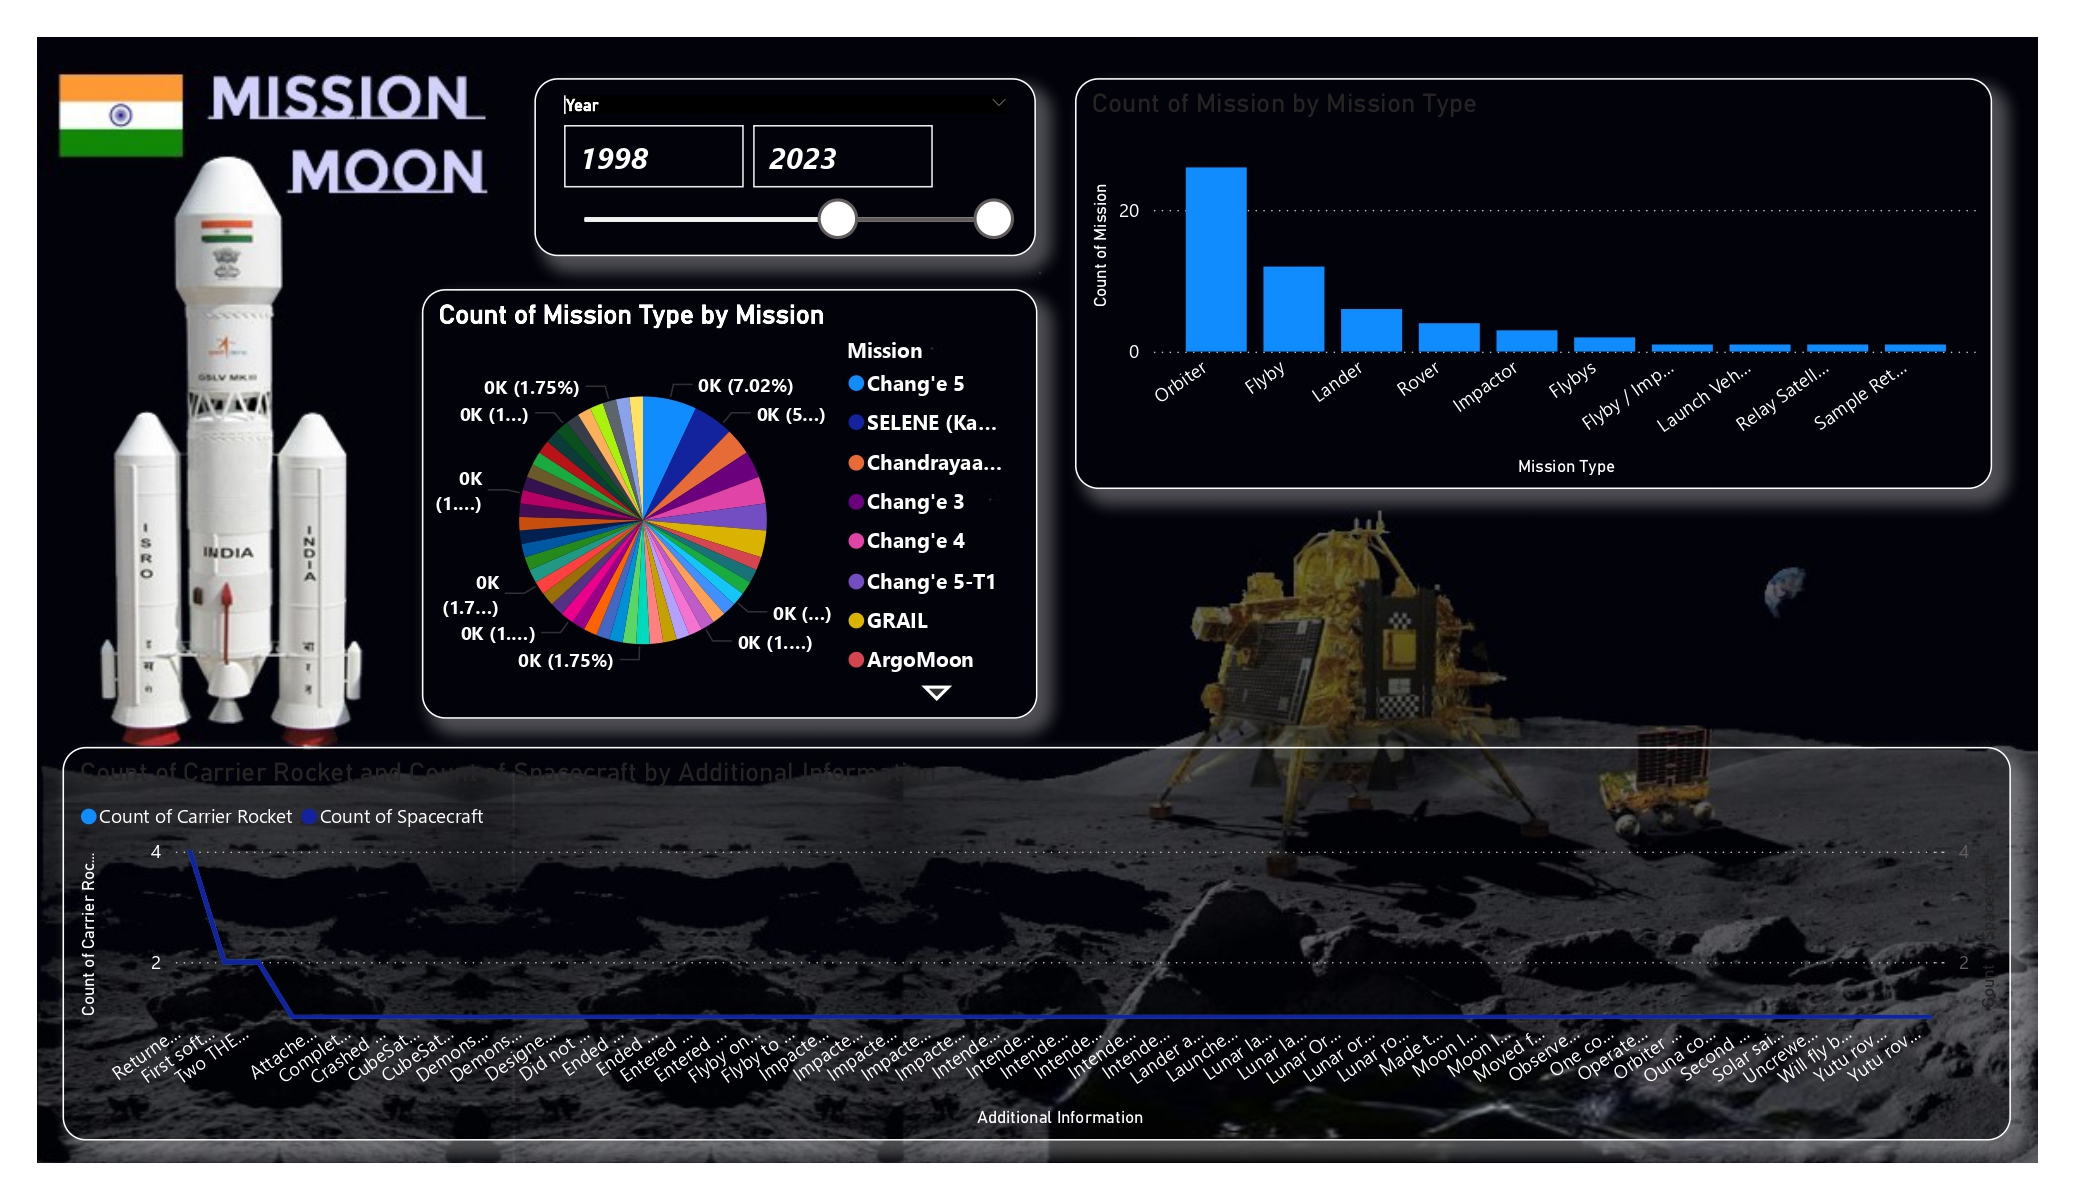 MISSION
MOON
GSLV MKIII
ISRO
INDIA
INDIA
Year
1998
2023
Count of Mission Type by Mission
0K (1.75%)
0K (7.02%)
0K (1...)
0K (5...)
0K
(1....)
0K
(1.7...)
0K (1....)
0K (1.75%)
0K (...)
0K (1....)
Mission
Chang'e 5
SELENE (Ka...
Chandrayaa...
Chang'e 3
Chang'e 4
Chang'e 5-T1
GRAIL
ArgoMoon
Count of Mission by Mission Type
Count of Mission
20
0
Orbiter
Flyby
Lander
Rover
Impactor
Flybys
Flyby / Imp...
Launch Veh...
Relay Satell...
Sample Ret...
Mission Type
Count of Carrier Rocket and Count of Spacecraft by Additional Information
Count of Carrier Rocket
Count of Spacecraft
Count of Carrier Roc...
4
2
4
2
Returne...
First soft...
Two THE...
Attache...
Complet...
Crashed ...
CubeSat...
CubeSat...
Demons...
Demons...
Designe...
Did not ...
Ended ...
Ended ...
Entered ...
Entered ...
Flyby on...
Flyby to ...
Impacte...
Impacte...
Impacte...
Impacte...
Impacte...
Intende...
Intende...
Intende...
Intende...
Intende...
Intende...
Lander a...
Launche...
Lunar la...
Lunar la...
Lunar Or...
Lunar or...
Lunar ro...
Made t...
Moon I...
Moon I...
Moved f...
Observe...
One co...
Operate...
Orbiter ...
Ouna co...
Second ...
Solar sai...
Uncrewe...
Will fly b...
Yutu rov...
Yutu rov...
Additional Information